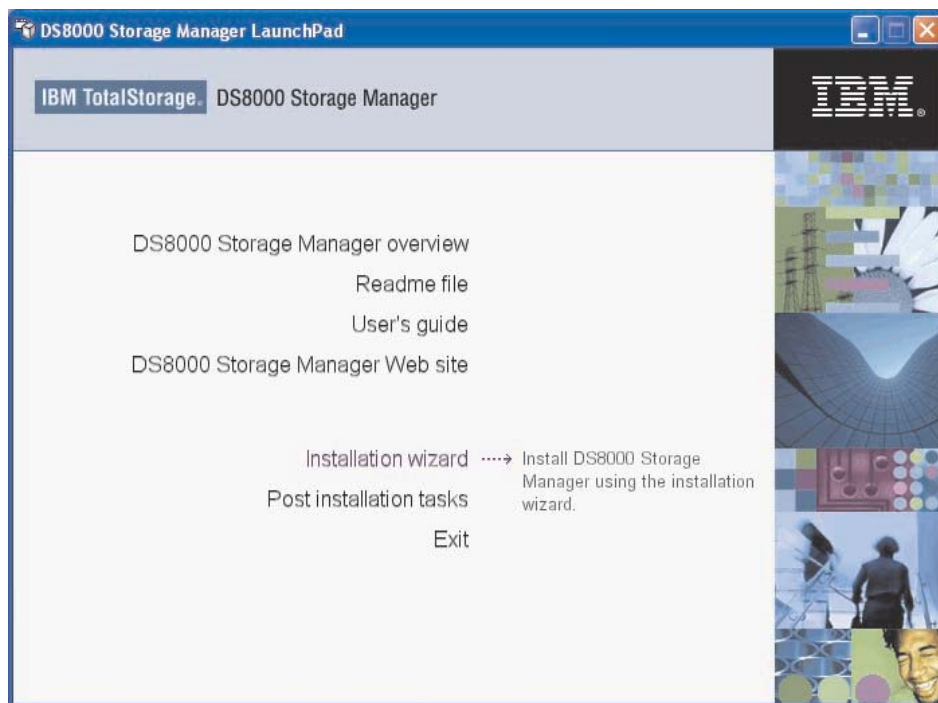 DS8000 Storage Manager LaunchPad
IBM TotalStorage. DS8000 Storage Manager
IBM®
DS8000 Storage Manager overview
Readme file
User's guide
DS8000 Storage Manager Web site
Installation wizard
Install DS8000 Storage
Manager using the installation
wizard.
Post installation tasks
Exit